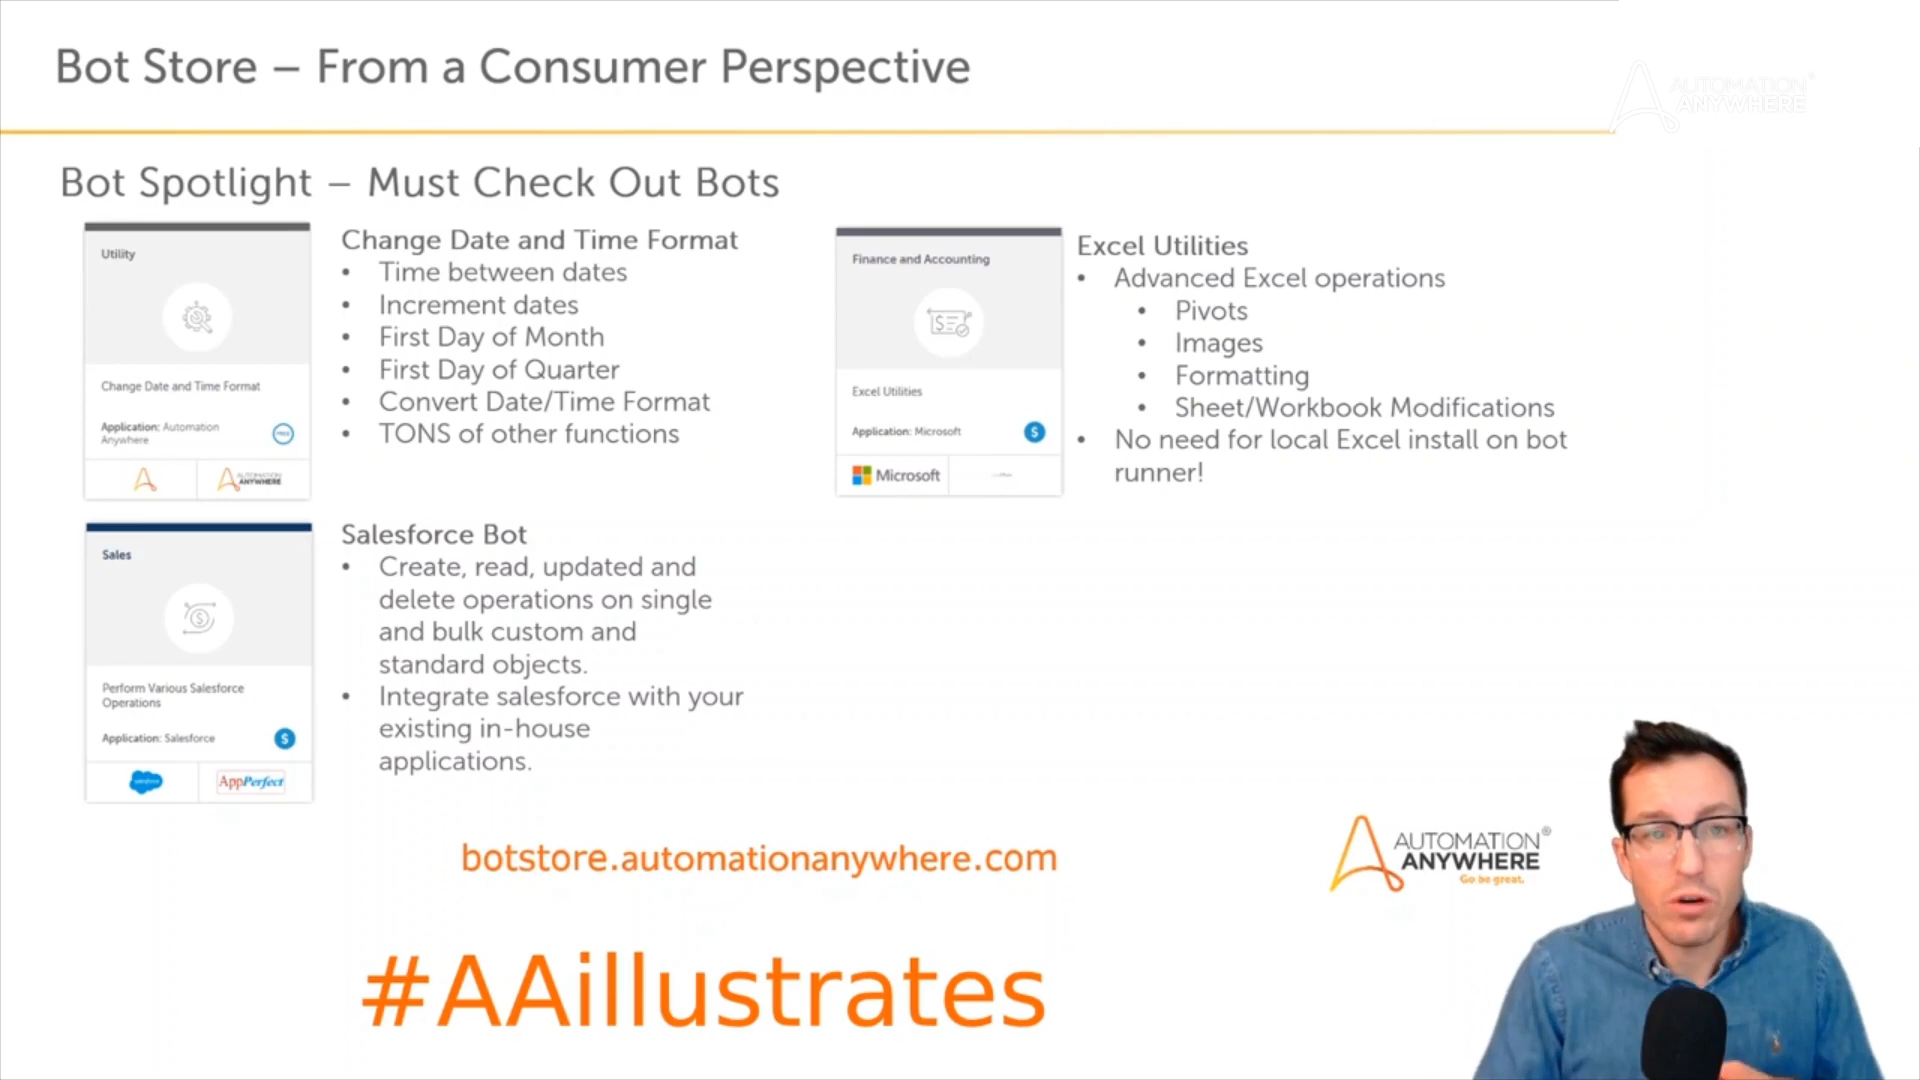 Bot Store – From a Consumer Perspective
AUTOMATION
ANYWHERE
Bot Spotlight – Must Check Out Bots
Utility
Change Date and Time Format
Application: Automation
Anywhere
FREE
AUTOMATION
ANYWHERE
Change Date and Time Format
• Time between dates
• Increment dates
• First Day of Month
• First Day of Quarter
• Convert Date/Time Format
• TONS of other functions
Finance and Accounting
Excel Utilities
Application: Microsoft
$
Microsoft
Excel Utilities
• Advanced Excel operations
• Pivots
• Images
• Formatting
• Sheet/Workbook Modifications
• No need for local Excel install on bot
runner!
Sales
Perform Various Salesforce
Operations
Application: Salesforce
$
salesforce
AppPerfect
Salesforce Bot
• Create, read, updated and
delete operations on single
and bulk custom and
standard objects.
• Integrate salesforce with your
existing in-house
applications.
botstore.automationanywhere.com
AUTOMATION®
ANYWHERE
Go be great.
#AAillustrates